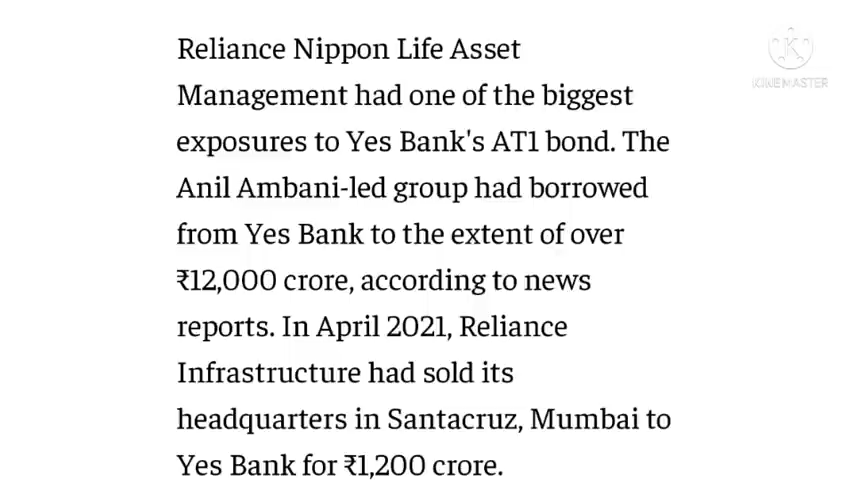 Reliance Nippon Life Asset
Management had one of the biggest
exposures to Yes Bank's AT1 bond. The
Anil Ambani-led group had borrowed
from Yes Bank to the extent of over
₹12,000 crore, according to news
reports. In April 2021, Reliance
Infrastructure had sold its
headquarters in Santacruz, Mumbai to
Yes Bank for ₹1,200 crore.
K
KINEMASTER